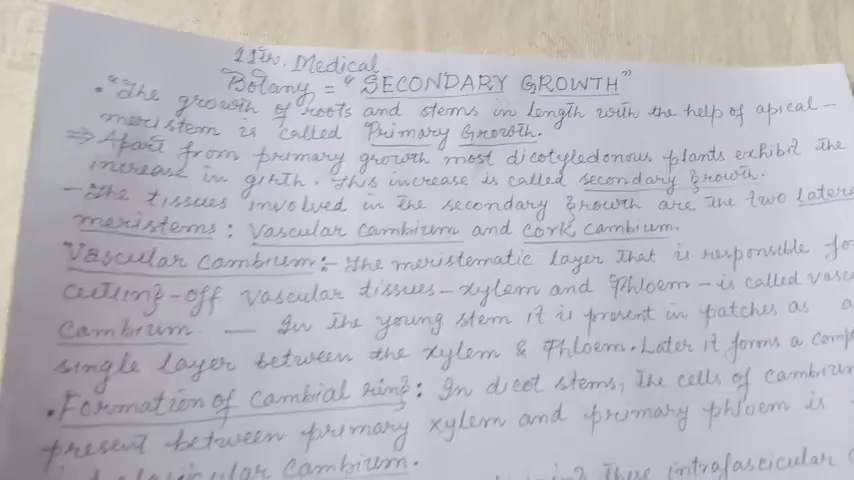 11th. Medical
Botany = "SECONDARY GROWTH"
• "The growth of roots and stems in length with the help of apical -
meristem is called Primary Growth.
⇒ Apart from primary growth most dicotyledonous plants exhibit the
increase in girth. This increase is called secondary growth.
- The tissues involved in the secondary growth are the two latera
meristems : Vascular cambium and cork cambium.
Vascular cambium :- The meristematic layer that is responsible fo
cutting-off vascular tissues - xylem and Phloem - is called vasc
cambium - In the young stem it is present in patches as a
single layer between the xylem & Phloem. Later it forms a comp
• Formation of cambial ring : In dicot stems, The cells of cambium
present between primary xylem and primary phloem is
cambium.
intrafascicular